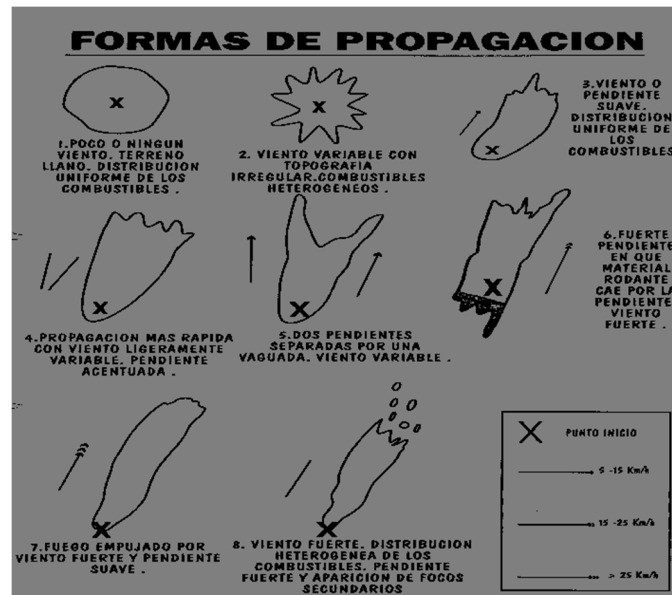 FORMAS DE PROPAGACION
1.POCO O NINGUN
VIENTO. TERRENO
LLANO. DISTRIBUCION
UNIFORME DE LOS
COMBUSTIBLES .
2. VIENTO VARIABLE CON
TOPOGRAFIA
IRREGULAR.COMBUSTIBLES
HETEROGENEOS .
3.VIENTO O
PENDIENTE
SUAVE.
DISTRIBUCION
UNIFORME DE
LOS
COMBUSTIBLES
4.PROPAGACION MAS RAPIDA
CON VIENTO LIGERAMENTE
VARIABLE. PENDIENTE
ACENTUADA .
5.DOS PENDIENTES
SEPARADAS POR UNA
VAGUADA. VIENTO VARIABLE .
6.FUERTE
PENDIENTE
EN QUE
MATERIAL
RODANTE
CAE POR LA
PENDIENTE
VIENTO
FUERTE .
7.FUEGO EMPUJADO POR
VIENTO FUERTE Y PENDIENTE
SUAVE .
8. VIENTO FUERTE. DISTRIBUCION
HETEROGENEA DE LOS
COMBUSTIBLES. PENDIENTE
FUERTE Y APARICION DE FOCOS
SECUNDARIOS
X PUNTO INICIO
5 -15 Km/h
15 -25 Km/h
> 25 Km/h